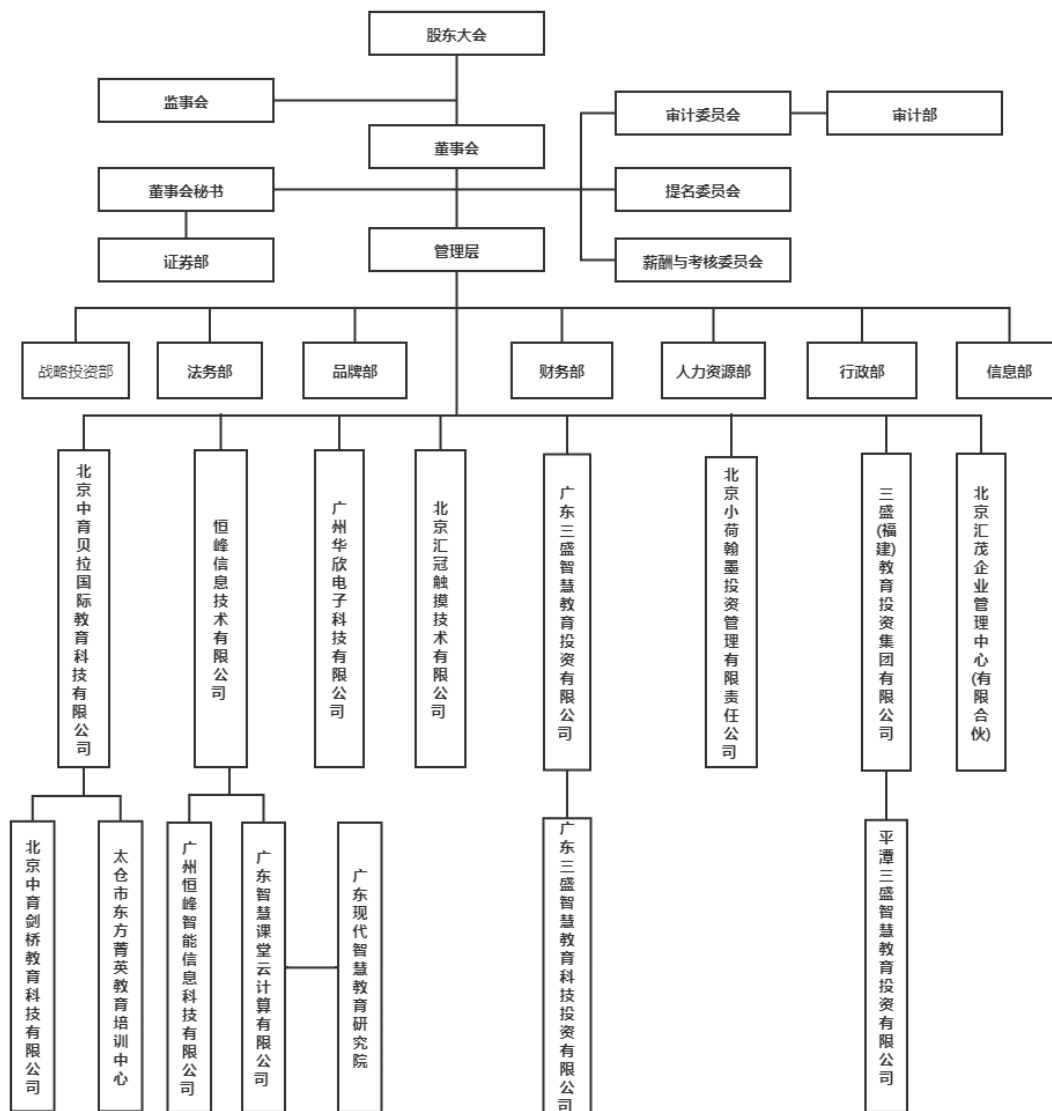 股东大会
监事会
审计委员会
审计部
董事会
董事会秘书
提名委员会
管理层
证券部
薪酬与考核委员会
战略投资部
法务部
品牌部
财务部
人力资源部
行政部
信息部
北京中育贝拉国际教育科技有限公司
恒峰信息技术有限公司
广州华欣电子科技有限公司
北京汇冠触摸技术有限公司
广东三盛智慧教育投资有限公司
北京小荷翰墨投资管理有限责任公司
三盛(福建)教育投资集团有限公司
北京汇茂企业管理中心(有限合伙)
北京中育剑桥教育科技有限公司
太仓市东方菁英教育培训中心
广州恒峰智能信息科技有限公司
广东智慧课堂云计算有限公司
广东现代智慧教育研究院
广东三盛智慧教育科技投资有限公司
平潭三盛智慧教育投资有限公司